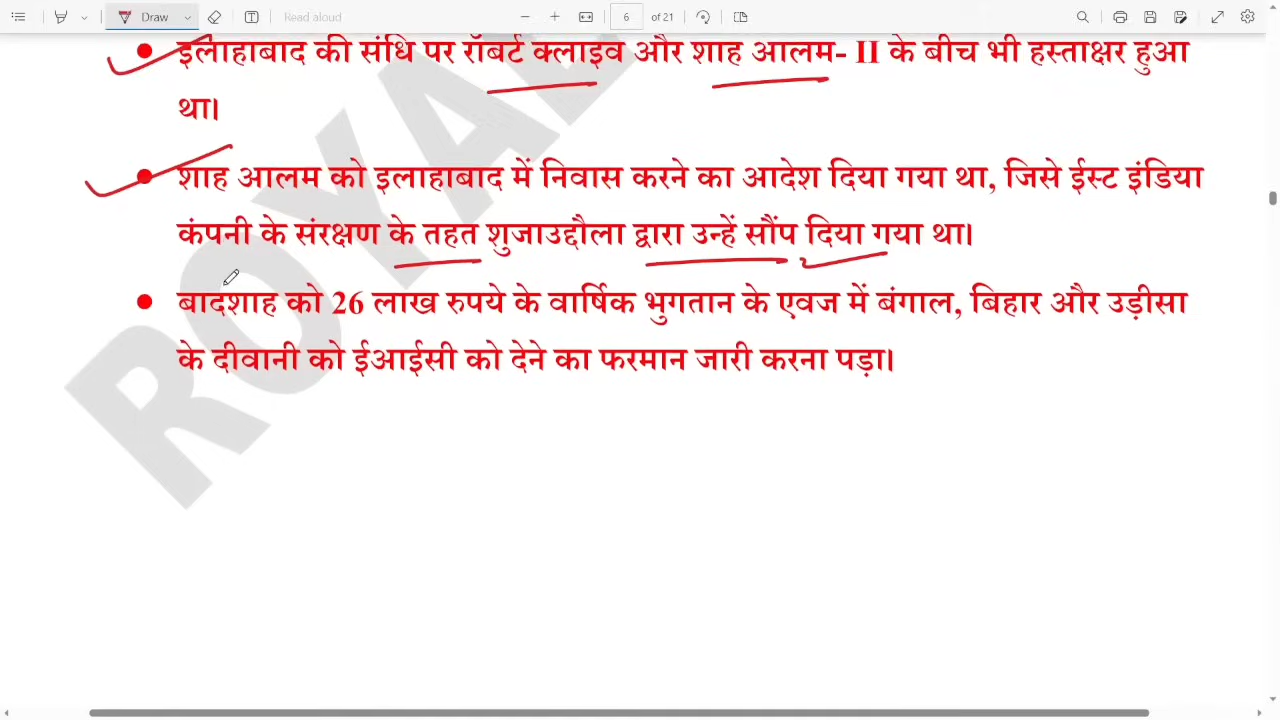 Draw
Read aloud
6
of 21
इलाहाबाद की संधि पर रॉबर्ट क्लाइव और शाह आलम- II के बीच भी हस्ताक्षर हुआ
था।
शाह आलम को इलाहाबाद में निवास करने का आदेश दिया गया था, जिसे ईस्ट इंडिया
कंपनी के संरक्षण के तहत शुजाउद्दौला द्वारा उन्हें सौंप दिया गया था।
बादशाह को 26 लाख रुपये के वार्षिक भुगतान के एवज में बंगाल, बिहार और उड़ीसा
के दीवानी को ईआईसी को देने का फरमान जारी करना पड़ा।
ROYAL